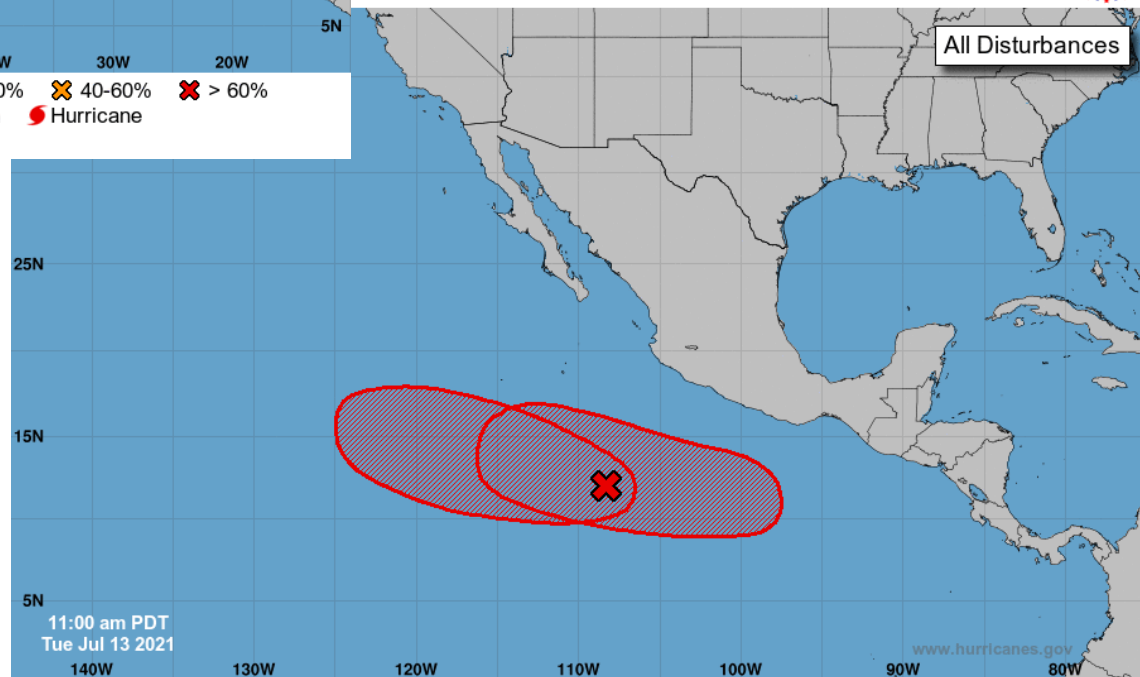 5N
W 30W 20W
0% 40-60% > 60%
Hurricane
All Disturbances
25N
15N
5N
11:00 am PDT
Tue Jul 13 2021
www.hurricanes.gov
140W 130W 120W 110W 100W 90W 80W